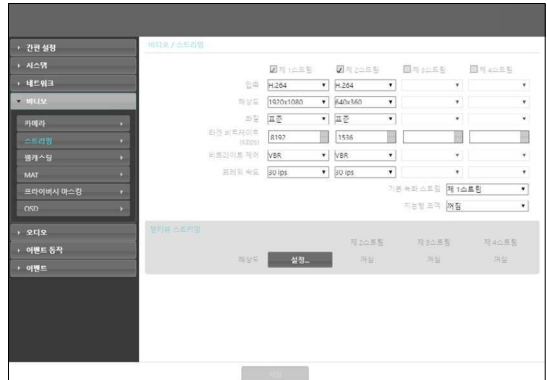 비디오 / 스트리밍
간편 설정
시스템
네트워크
비디오
카메라
스트리밍
웹캐스팅
MAT
프라이버시 마스킹
OSD
오디오
이벤트 동작
이벤트
제 1스트림 제 2스트림 제 3스트림 제 4스트림
압축 H.264 H.264
해상도 1920x1080 640x360
화질 표준 표준
타겟 비트레이트 (Kbps) 8192 1536
비트레이트 제어 VBR VBR
프레임 속도 30 ips 30 ips
기본 녹화 스트림 제 1스트림
지능형 코덱 꺼짐
멀티뷰 스트리밍
제 2스트림 제 3스트림 제 4스트림
해상도 설정... 꺼짐 꺼짐 꺼짐
저장